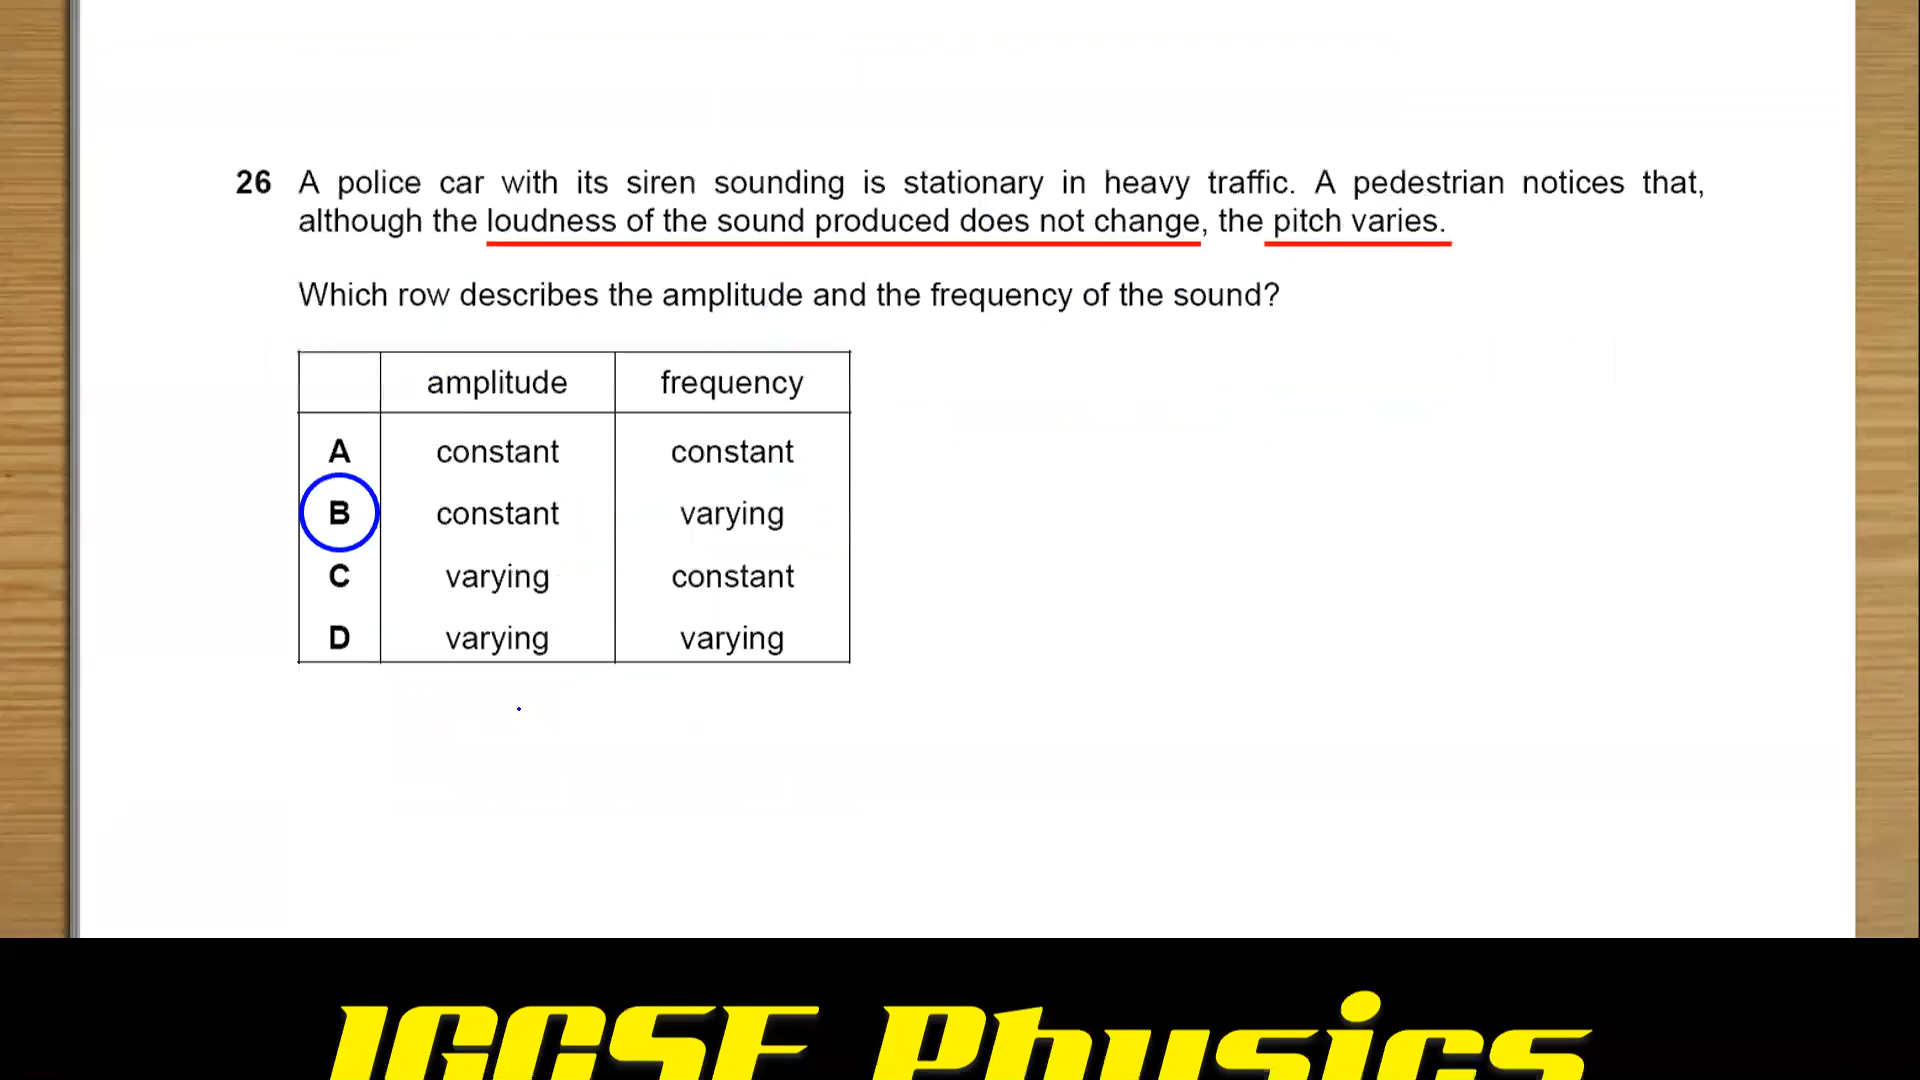 26 A police car with its siren sounding is stationary in heavy traffic. A pedestrian notices that,
although the loudness of the sound produced does not change, the pitch varies.
Which row describes the amplitude and the frequency of the sound?
amplitude frequency
A constant constant
B constant varying
C varying constant
D varying varying
IGCSE Physics